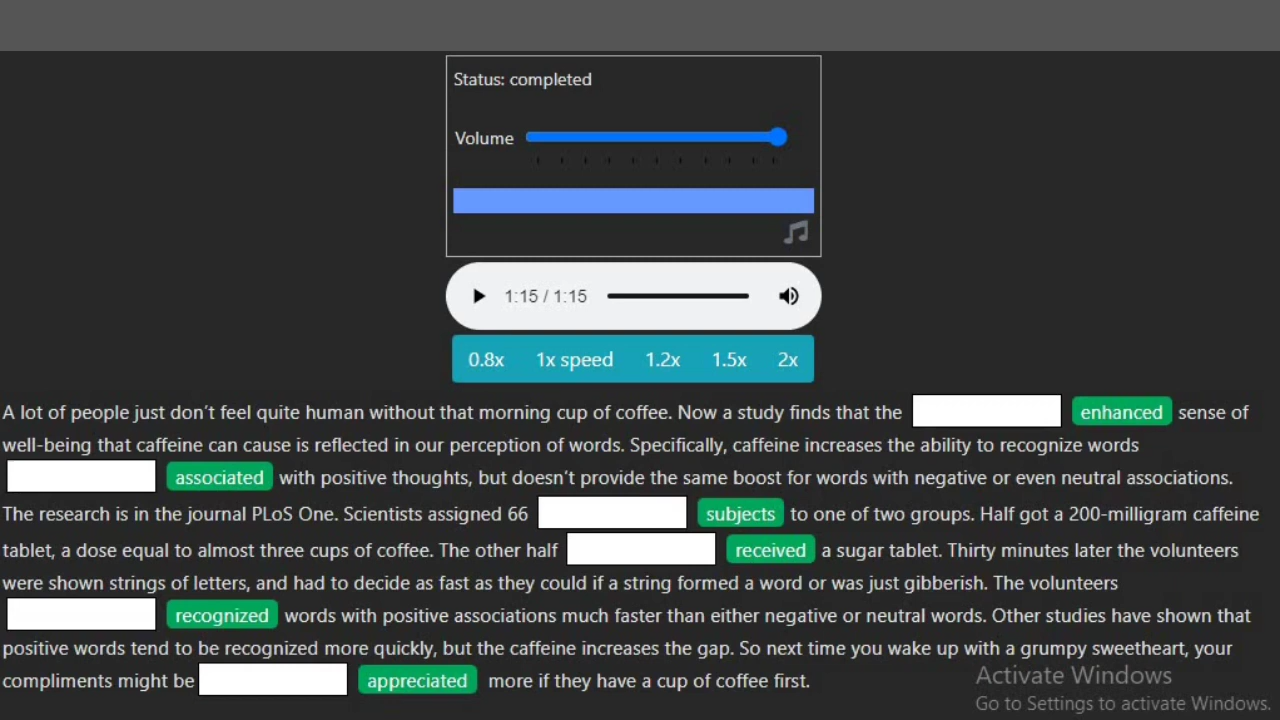 Status: completed
Volume
1:15 / 1:15
0.8x 1x speed 1.2x 1.5x 2x
A lot of people just don't feel quite human without that morning cup of coffee. Now a study finds that the enhanced sense of
well-being that caffeine can cause is reflected in our perception of words. Specifically, caffeine increases the ability to recognize words
associated with positive thoughts, but doesn't provide the same boost for words with negative or even neutral associations.
The research is in the journal PLoS One. Scientists assigned 66 subjects to one of two groups. Half got a 200-milligram caffeine
tablet, a dose equal to almost three cups of coffee. The other half received a sugar tablet. Thirty minutes later the volunteers
were shown strings of letters, and had to decide as fast as they could if a string formed a word or was just gibberish. The volunteers
recognized words with positive associations much faster than either negative or neutral words. Other studies have shown that
positive words tend to be recognized more quickly, but the caffeine increases the gap. So next time you wake up with a grumpy sweetheart, your
compliments might be appreciated more if they have a cup of coffee first.
Activate Windows
Go to Settings to activate Windows.